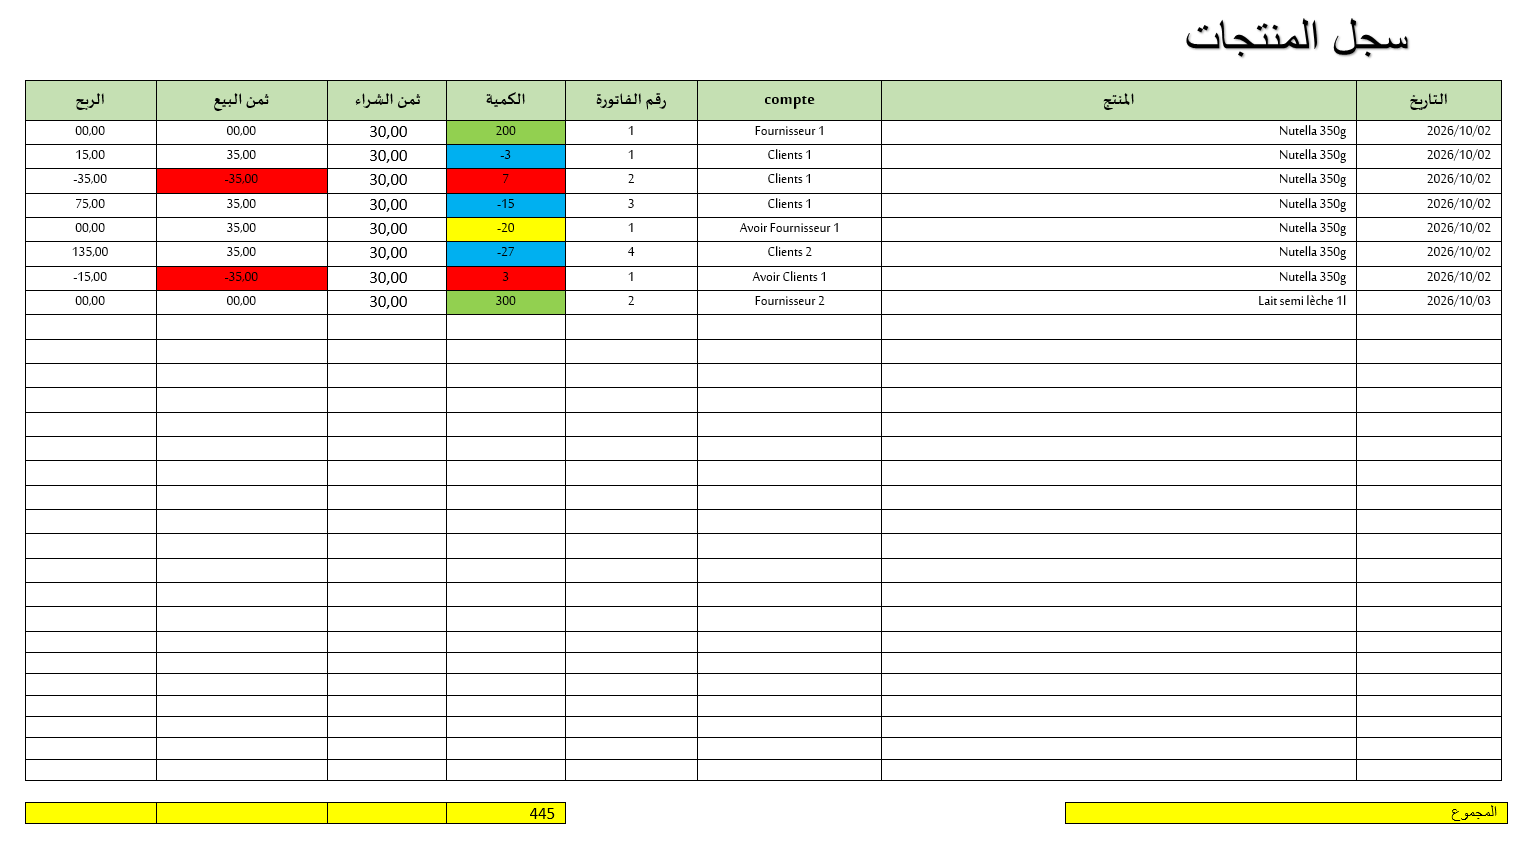 سجل المنتجات
التاريخ المنتج compte رقم الفاتورة الكمية ثمن الشراء ثمن البيع الربح
2026/10/02 Nutella 350g Fournisseur 1 1 200 30,00 00,00 00,00
2026/10/02 Nutella 350g Clients 1 1 -3 30,00 35,00 15,00
2026/10/02 Nutella 350g Clients 1 2 7 30,00 -35,00 -35,00
2026/10/02 Nutella 350g Clients 1 3 -15 30,00 35,00 75,00
2026/10/02 Nutella 350g Avoir Fournisseur 1 1 -20 30,00 35,00 00,00
2026/10/02 Nutella 350g Clients 2 4 -27 30,00 35,00 135,00
2026/10/02 Nutella 350g Avoir Clients 1 1 3 30,00 -35,00 -15,00
2026/10/03 Lait semi lèche 1l Fournisseur 2 2 300 30,00 00,00 00,00
المجموع 445